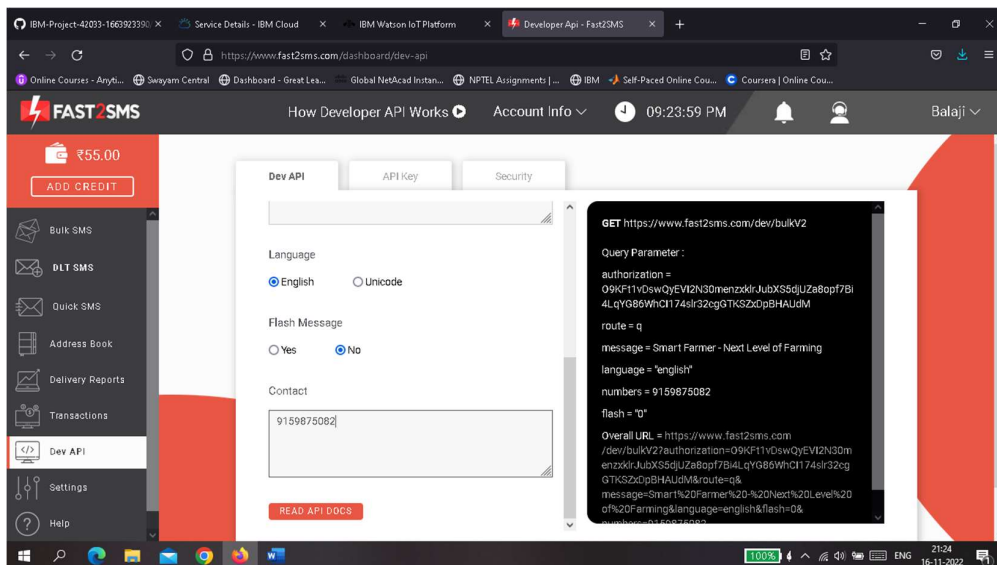 IBM-Project-42033-1663923390
Service Details - IBM Cloud
IBM Watson IoT Platform
Developer Api - Fast2SMS
https://www.fast2sms.com/dashboard/dev-api
Online Courses - Anyti...
Swayam Central
Dashboard - Great Lea...
Global NetAcad Instan...
NPTEL Assignments | ...
IBM
Self-Paced Online Cou...
Coursera | Online Cou...
FAST2SMS
How Developer API Works
Account Info
09:23:59 PM
Balaji
₹55.00
ADD CREDIT
Bulk SMS
DLT SMS
Quick SMS
Address Book
Delivery Reports
Transactions
Dev API
Settings
Help
Dev API
API Key
Security
Language
English
Unicode
Flash Message
Yes
No
Contact
9159875082
READ API DOCS
GET https://www.fast2sms.com/dev/bulkV2
Query Parameter :
authorization =
O9KFt1vDswQyEVI2N30menzxklrJubXS5djUZa8opf7Bi
4LqYG86WhCI174slr32cgGTKSZxDpBHAUdM
route = q
message = Smart Farmer - Next Level of Farming
language = "english"
numbers = 9159875082
flash = "0"
Overall URL = https://www.fast2sms.com
/dev/bulkV2?authorization=O9KFt1vDswQyEVI2N30m
enzxklrJubXS5djUZa8opf7Bi4LqYG86WhCI174slr32cg
GTKSZxDpBHAUdM&route=q&
message=Smart%20Farmer%20-%20Next%20Level%20
of%20Farming&language=english&flash=0&
numbers=9159875082
100%
ENG
21:24
16-11-2022